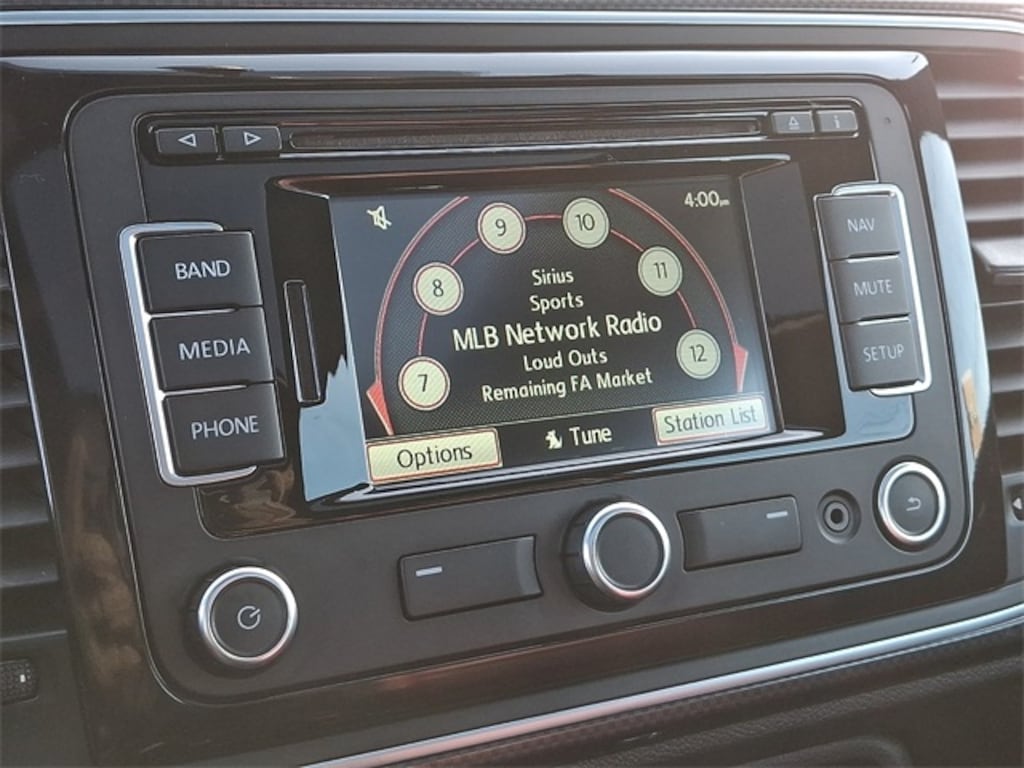 i
BAND
MEDIA
PHONE
4:00pm
7
8
9
10
11
12
Sirius
Sports
MLB Network Radio
Loud Outs
Remaining FA Market
Options
Tune
Station List
NAV
MUTE
SETUP